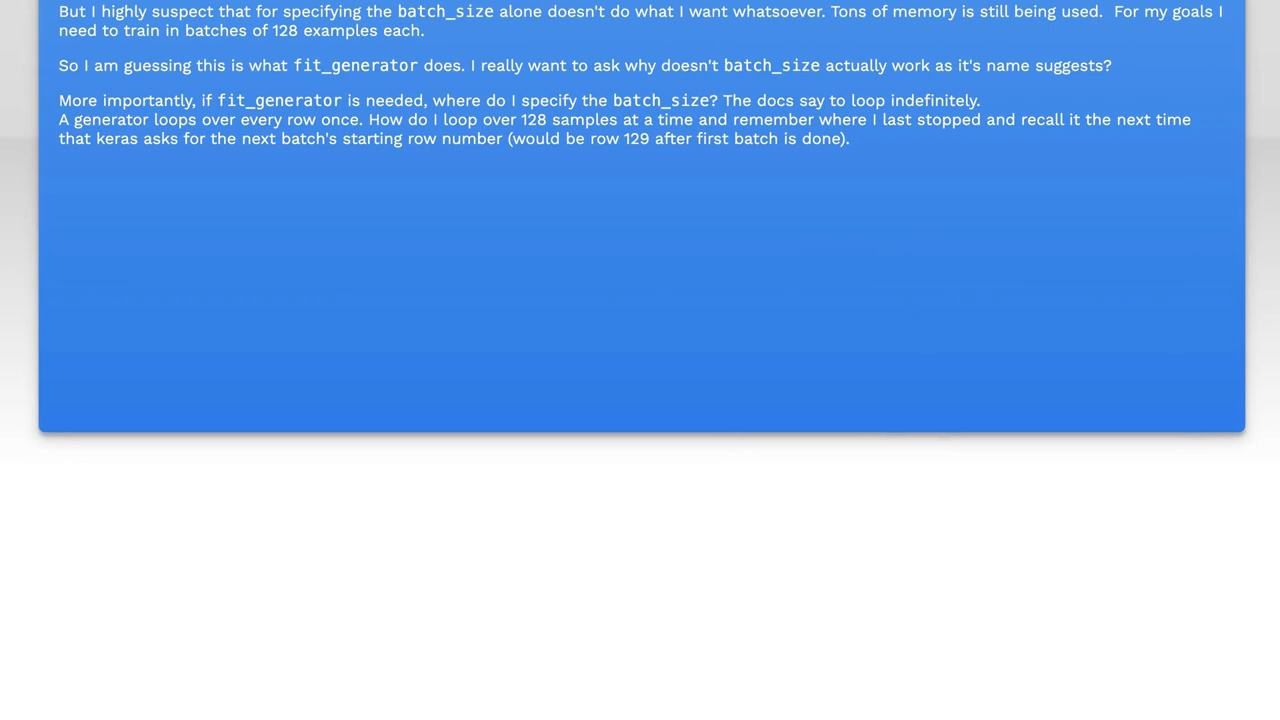 But I highly suspect that for specifying the batch_size alone doesn't do what I want whatsoever. Tons of memory is still being used.  For my goals I
need to train in batches of 128 examples each.
So I am guessing this is what fit_generator does. I really want to ask why doesn't batch_size actually work as it's name suggests?
More importantly, if fit_generator is needed, where do I specify the batch_size? The docs say to loop indefinitely.
A generator loops over every row once. How do I loop over 128 samples at a time and remember where I last stopped and recall it the next time
that keras asks for the next batch's starting row number (would be row 129 after first batch is done).